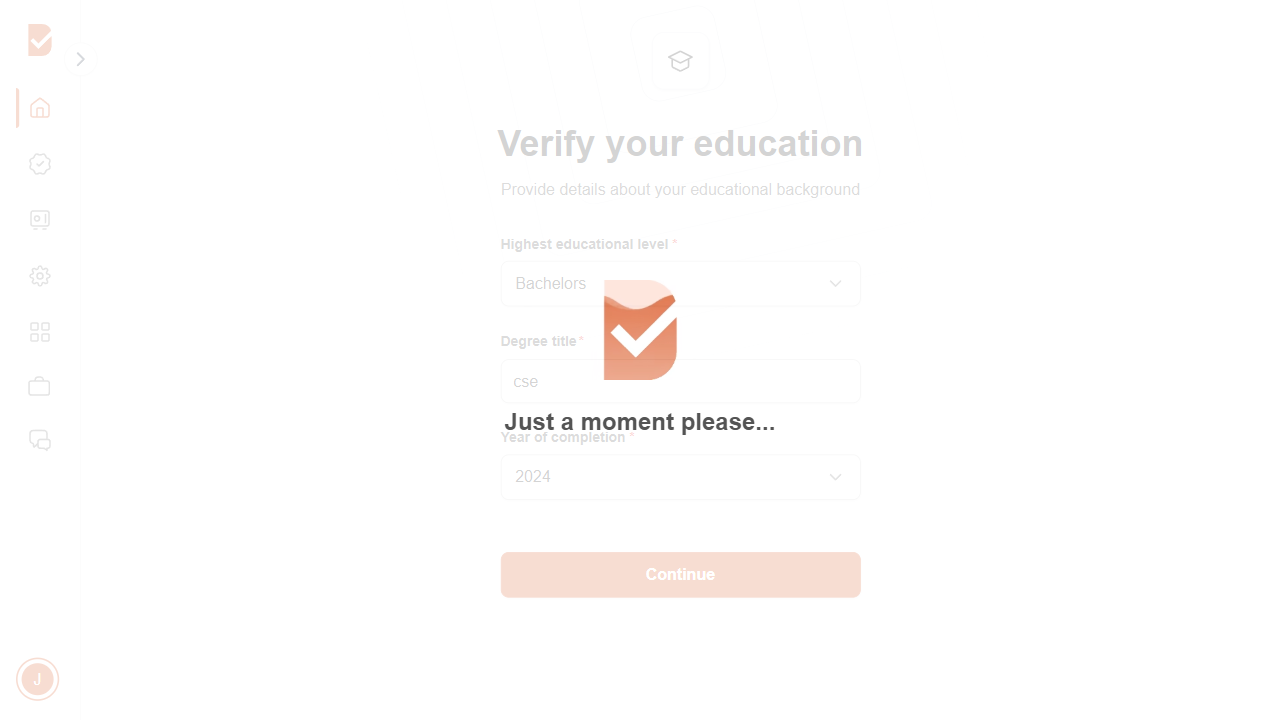 Verify your education
Provide details about your educational background
Highest educational level *
Bachelors
Degree title *
cse
Just a moment please...
Year of completion *
2024
Continue
J